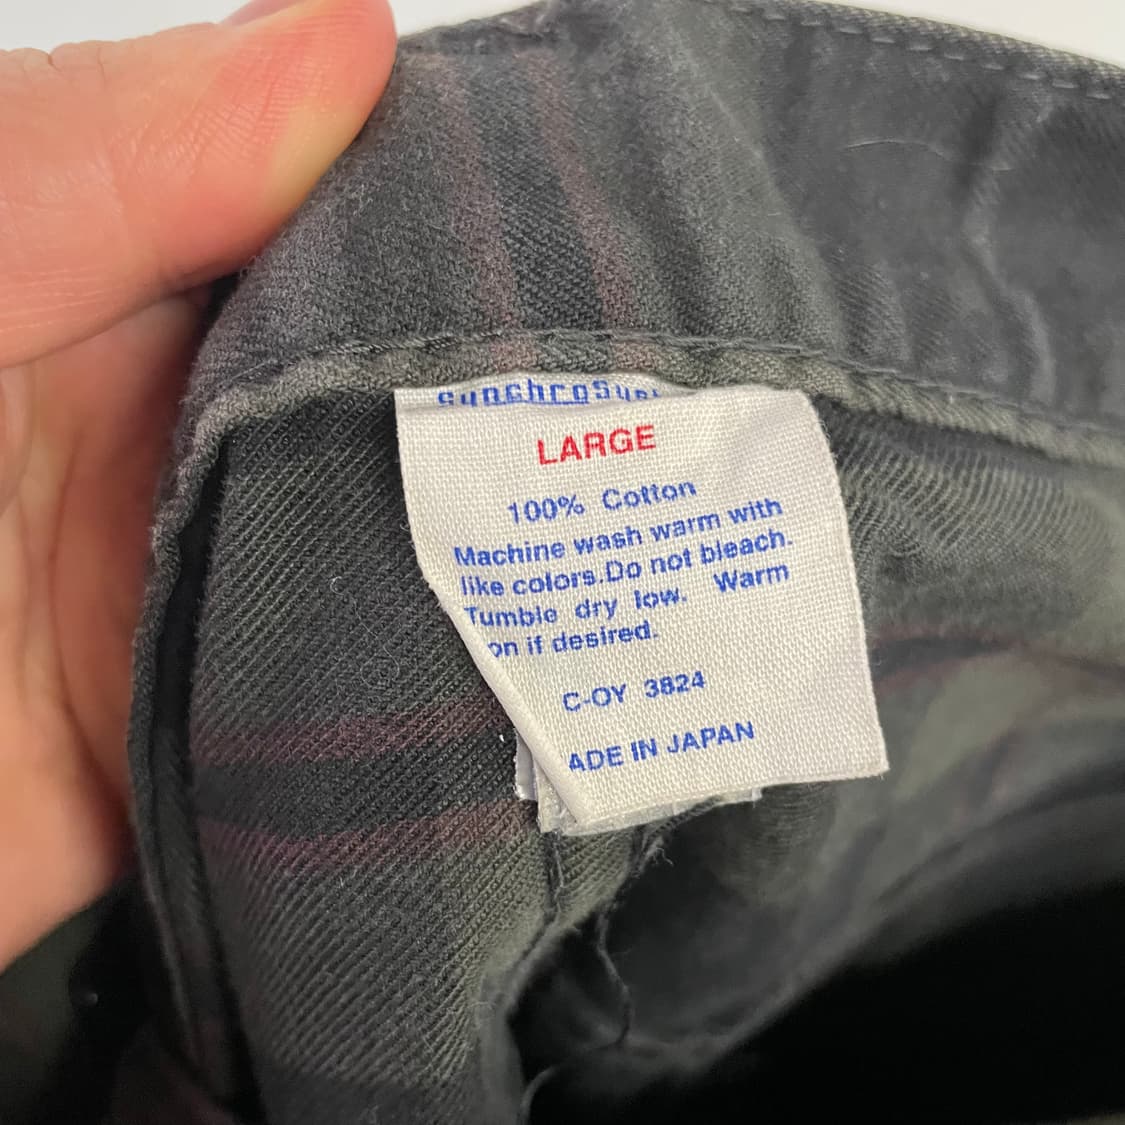 LARGE
100% Cotton
Machine wash warm with
like colors.Do not bleach.
Tumble dry low. Warm
on if desired.
C-OY 3824
ADE IN JAPAN